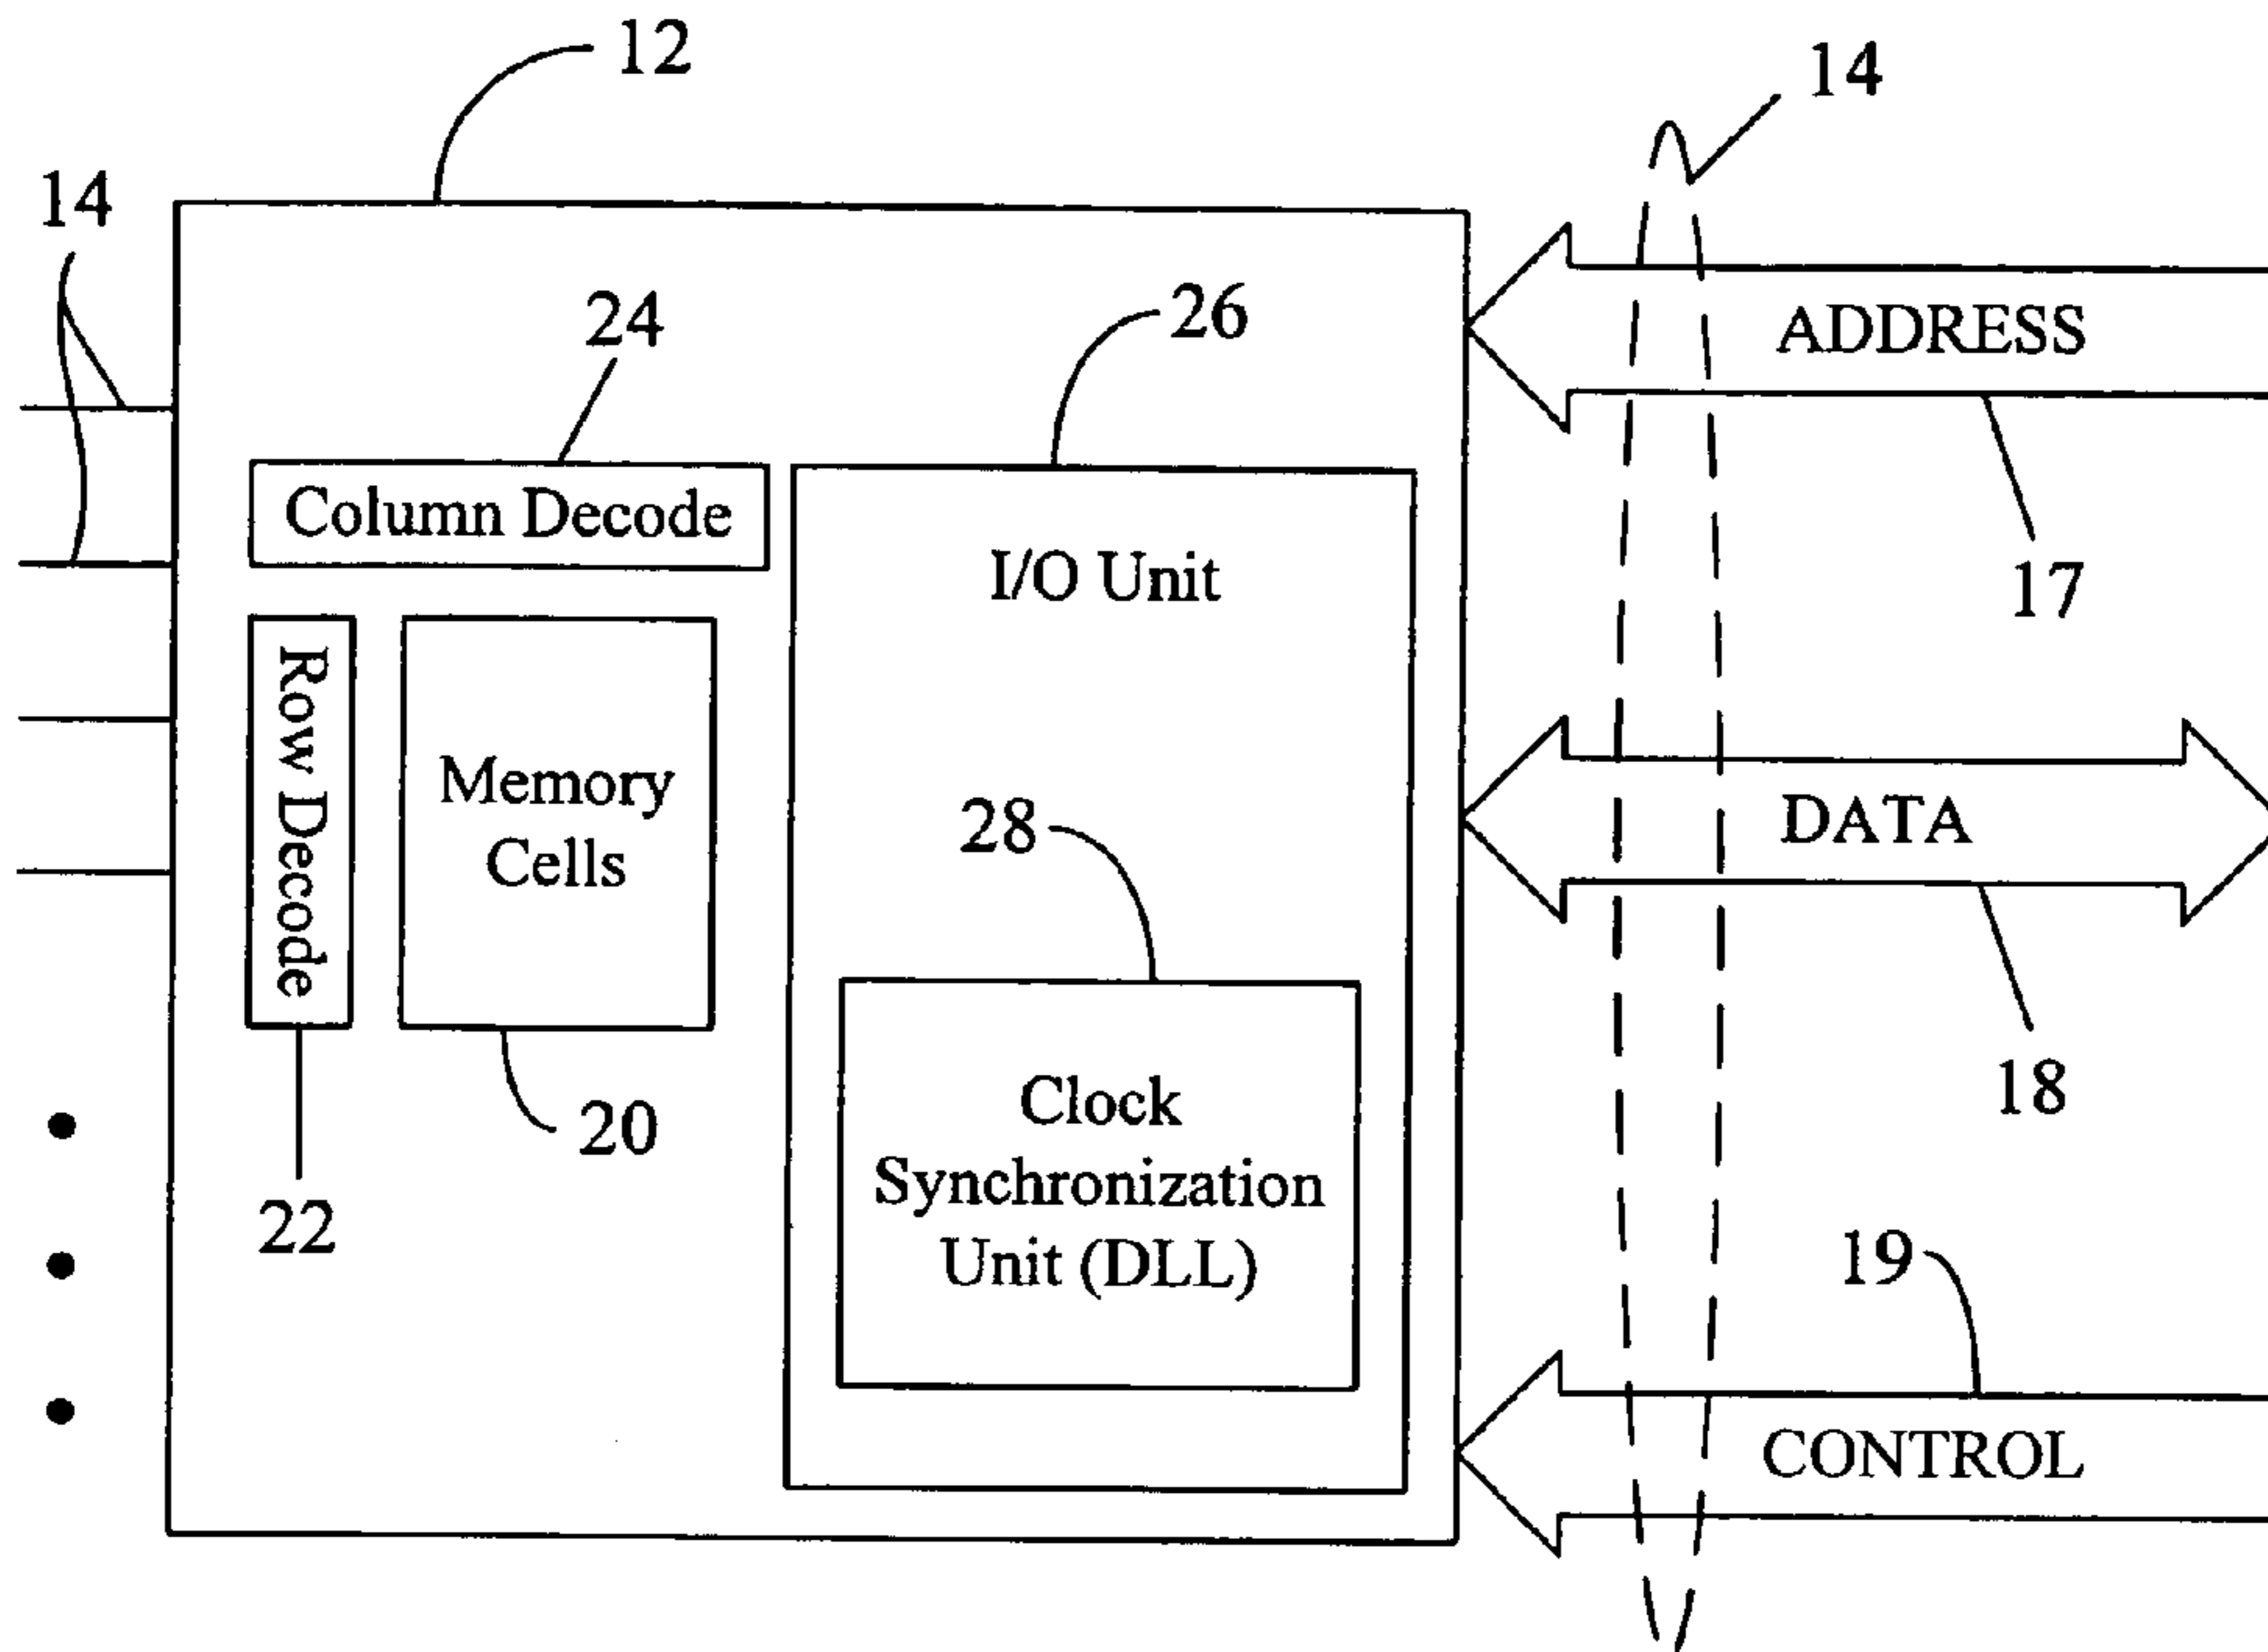 12
14
14
24
26
ADDRESS
Column Decode
I/O Unit
17
Row Decode
Memory
Cells
28
DATA
20
Clock
Synchronization
Unit (DLL)
18
22
19
CONTROL